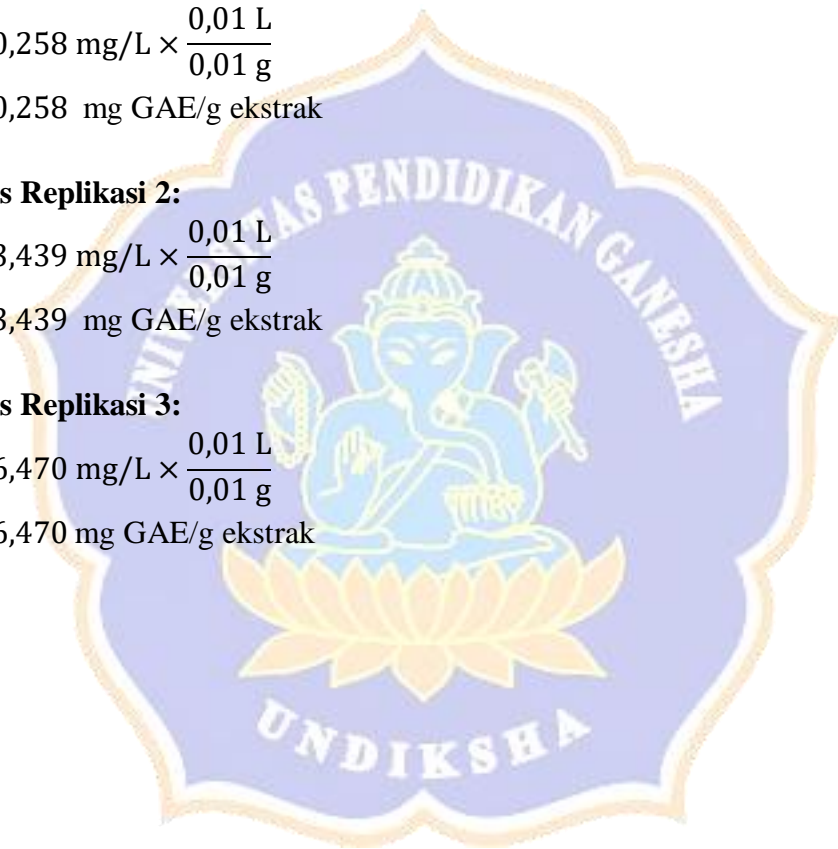 0,258 mg/L × 0,01 L / 0,01 g
0,258 mg GAE/g ekstrak
s Replikasi 2:
3,439 mg/L × 0,01 L / 0,01 g
3,439 mg GAE/g ekstrak
s Replikasi 3:
6,470 mg/L × 0,01 L / 0,01 g
6,470 mg GAE/g ekstrak
UNIVERSITAS PENDIDIKAN GANESHA
UNDIKSHA